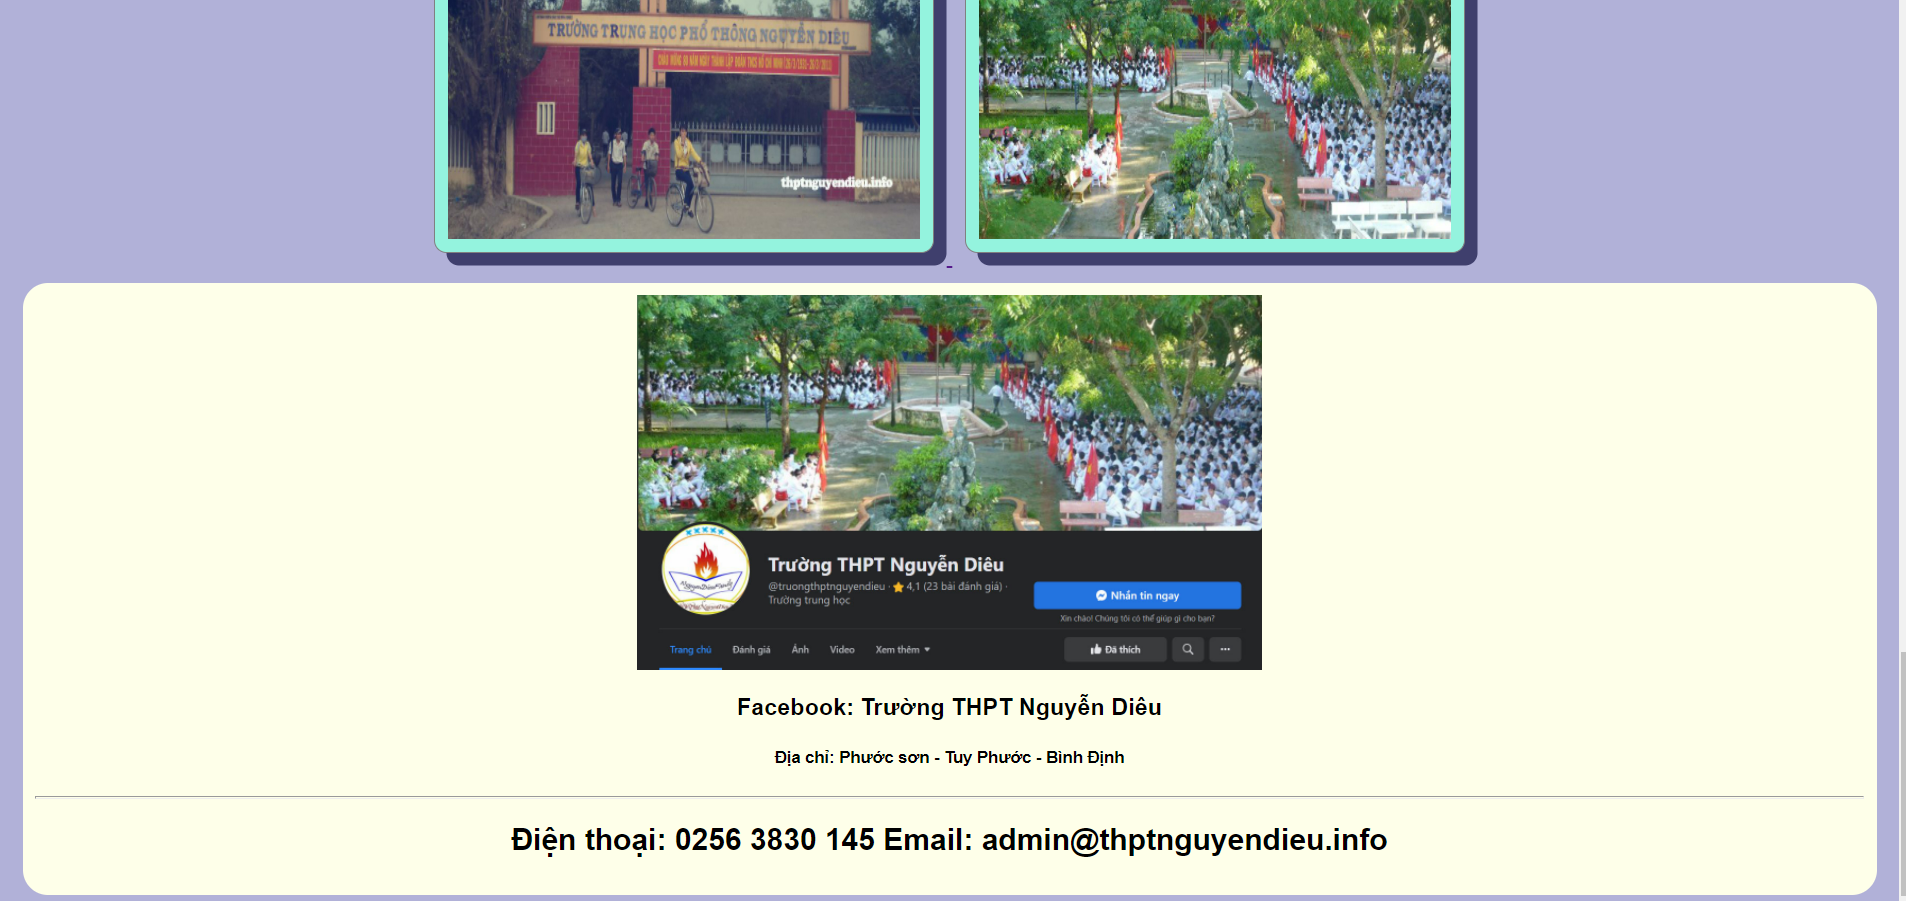 TRƯỜNG TRUNG HỌC PHỔ THÔNG NGUYỄN DIÊU
thptnguyendieu.info
Trường THPT Nguyễn Diêu
@truongthptnguyendieu · 4,1 (23 bài đánh giá) ·
Trường trung học
Nhắn tin ngay
Xin chào! Chúng tôi có thể giúp gì cho bạn?
Trang chủ Đánh giá Ảnh Video Xem thêm
Đã thích
Facebook: Trường THPT Nguyễn Diêu
Địa chỉ: Phước sơn - Tuy Phước - Bình Định
Điện thoại: 0256 3830 145 Email: admin@thptnguyendieu.info